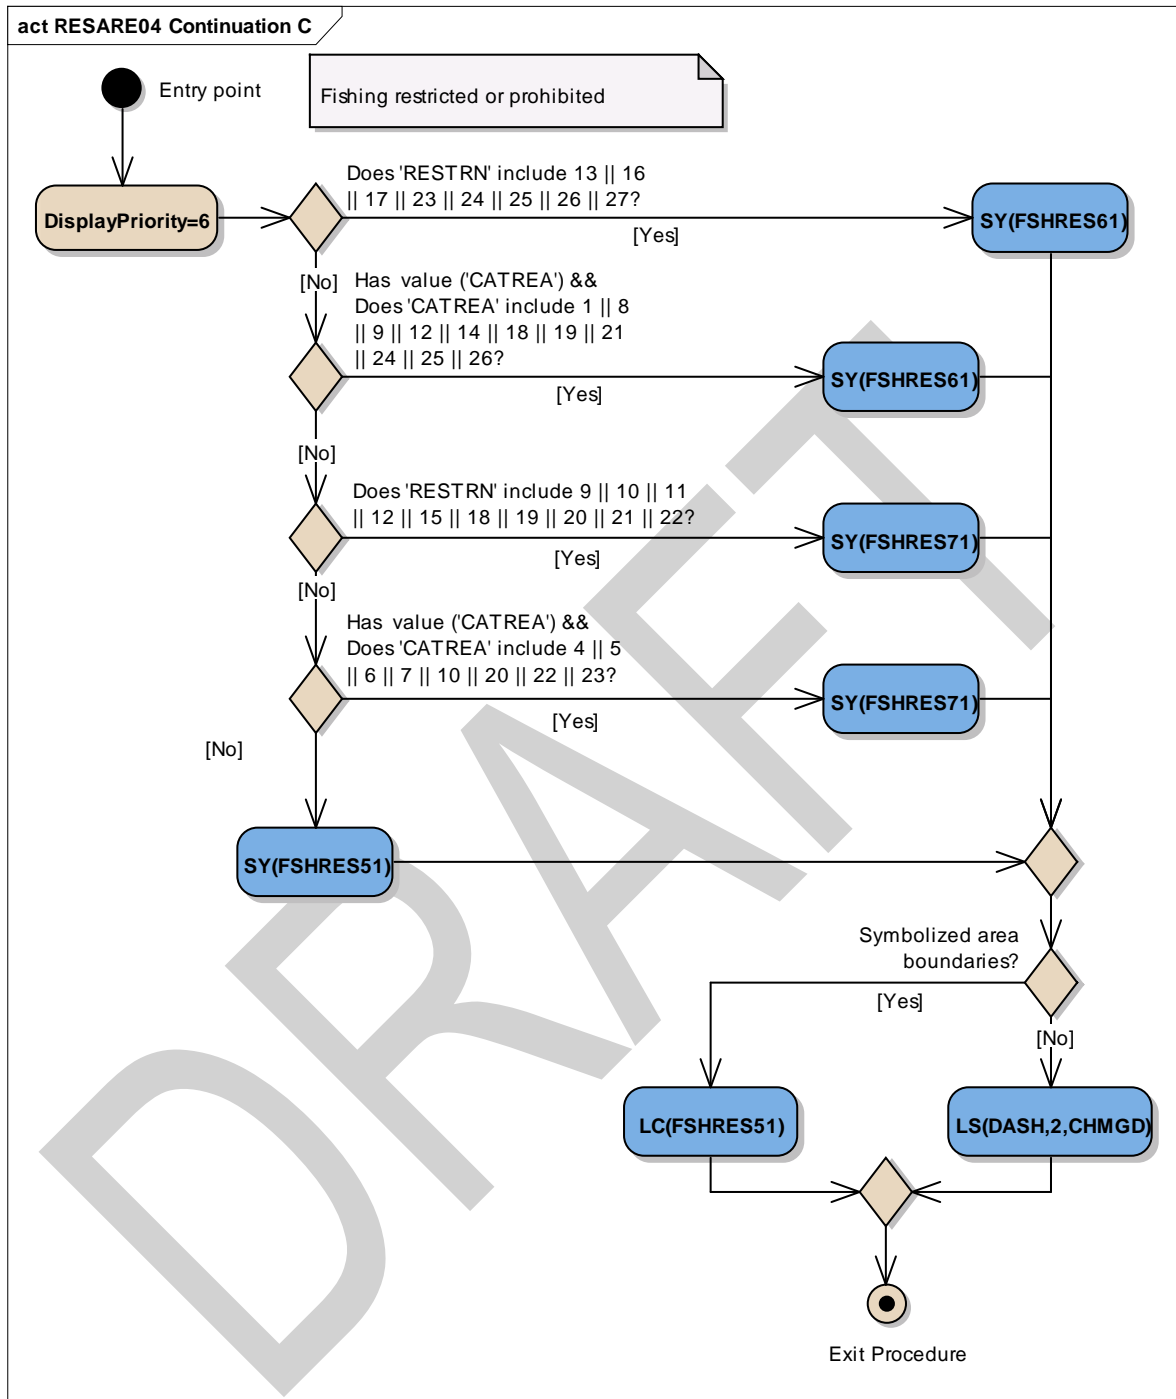 act RESARE04 Continuation C
Entry point
Fishing restricted or prohibited
Does 'RESTRN' include 13 || 16
|| 17 || 23 || 24 || 25 || 26 || 27?
DisplayPriority=6
SY(FSHRES61)
[Yes]
[No]
Has value ('CATREA') &&
Does 'CATREA' include 1 || 8
|| 9 || 12 || 14 || 18 || 19 || 21
|| 24 || 25 || 26?
SY(FSHRES61)
[Yes]
[No]
Does 'RESTRN' include 9 || 10 || 11
|| 12 || 15 || 18 || 19 || 20 || 21 || 22?
SY(FSHRES71)
[Yes]
[No]
Has value ('CATREA') &&
Does 'CATREA' include 4 || 5
|| 6 || 7 || 10 || 20 || 22 || 23?
SY(FSHRES71)
[Yes]
[No]
SY(FSHRES51)
Symbolized area
boundaries?
[Yes]
[No]
LC(FSHRES51)
LS(DASH,2,CHMGD)
Exit Procedure
DRAFT